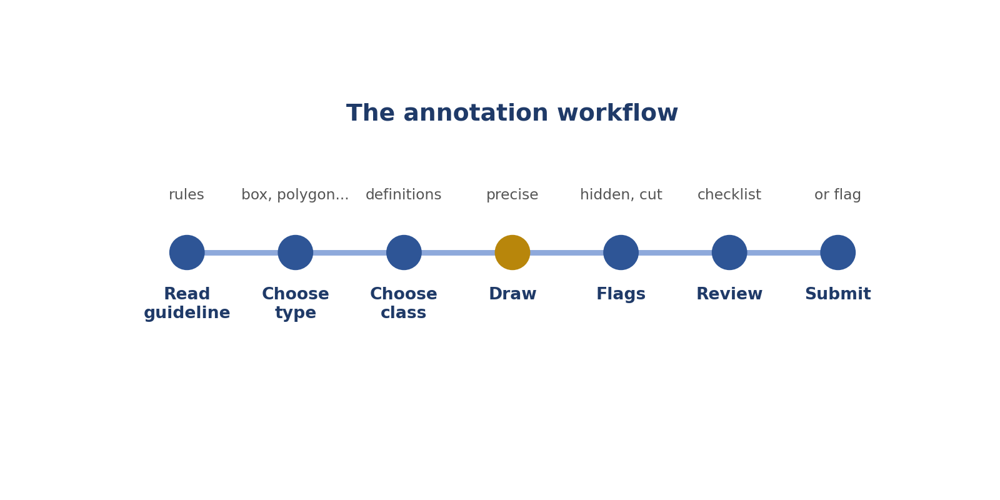 The annotation workflow
rules
box, polygon...
definitions
precise
hidden, cut
checklist
or flag
Read
guideline
Choose
type
Choose
class
Draw
Flags
Review
Submit